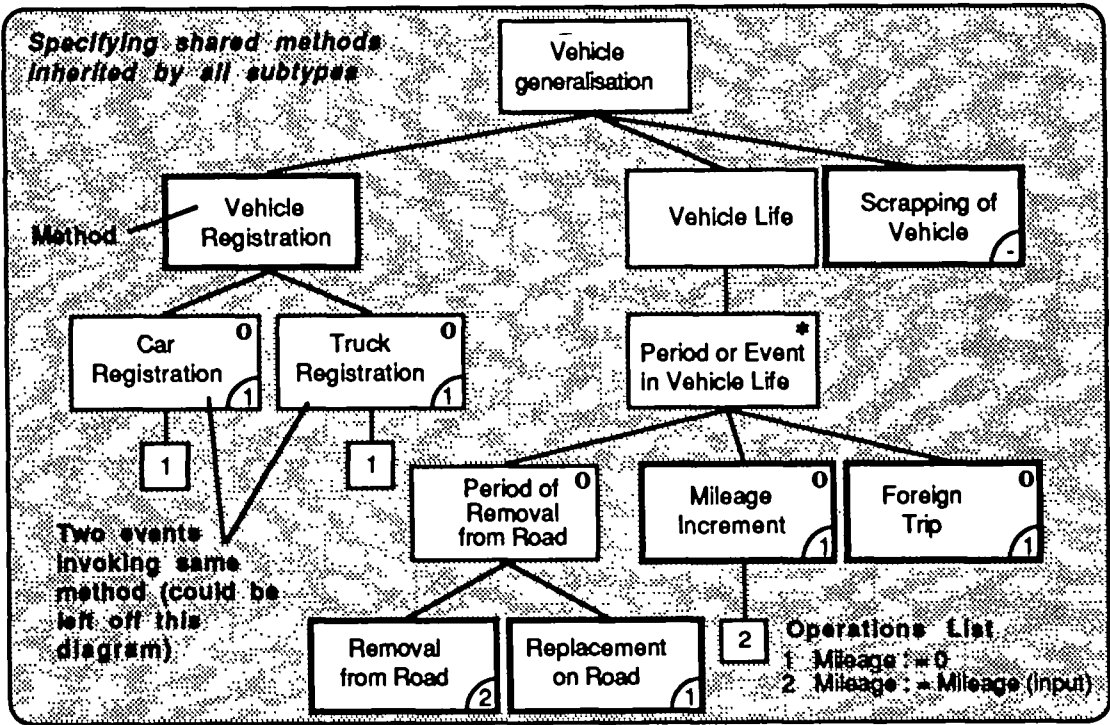 Specifying shared methods
inherited by all subtypes
Vehicle
generalisation
Method
Vehicle
Registration
Vehicle Life
Scrapping of
Vehicle
-
Car
Registration
0
1
Truck
Registration
0
1
*
Period or Event
in Vehicle Life
1
1
Period of
Removal
from Road
0
Mileage
Increment
0
1
Foreign
Trip
0
1
Two events
invoking same
method (could be
left off this
diagram)
Removal
from Road
2
Replacement
on Road
1
2
Operations List
1 Mileage : = 0
2 Mileage : = Mileage (input)